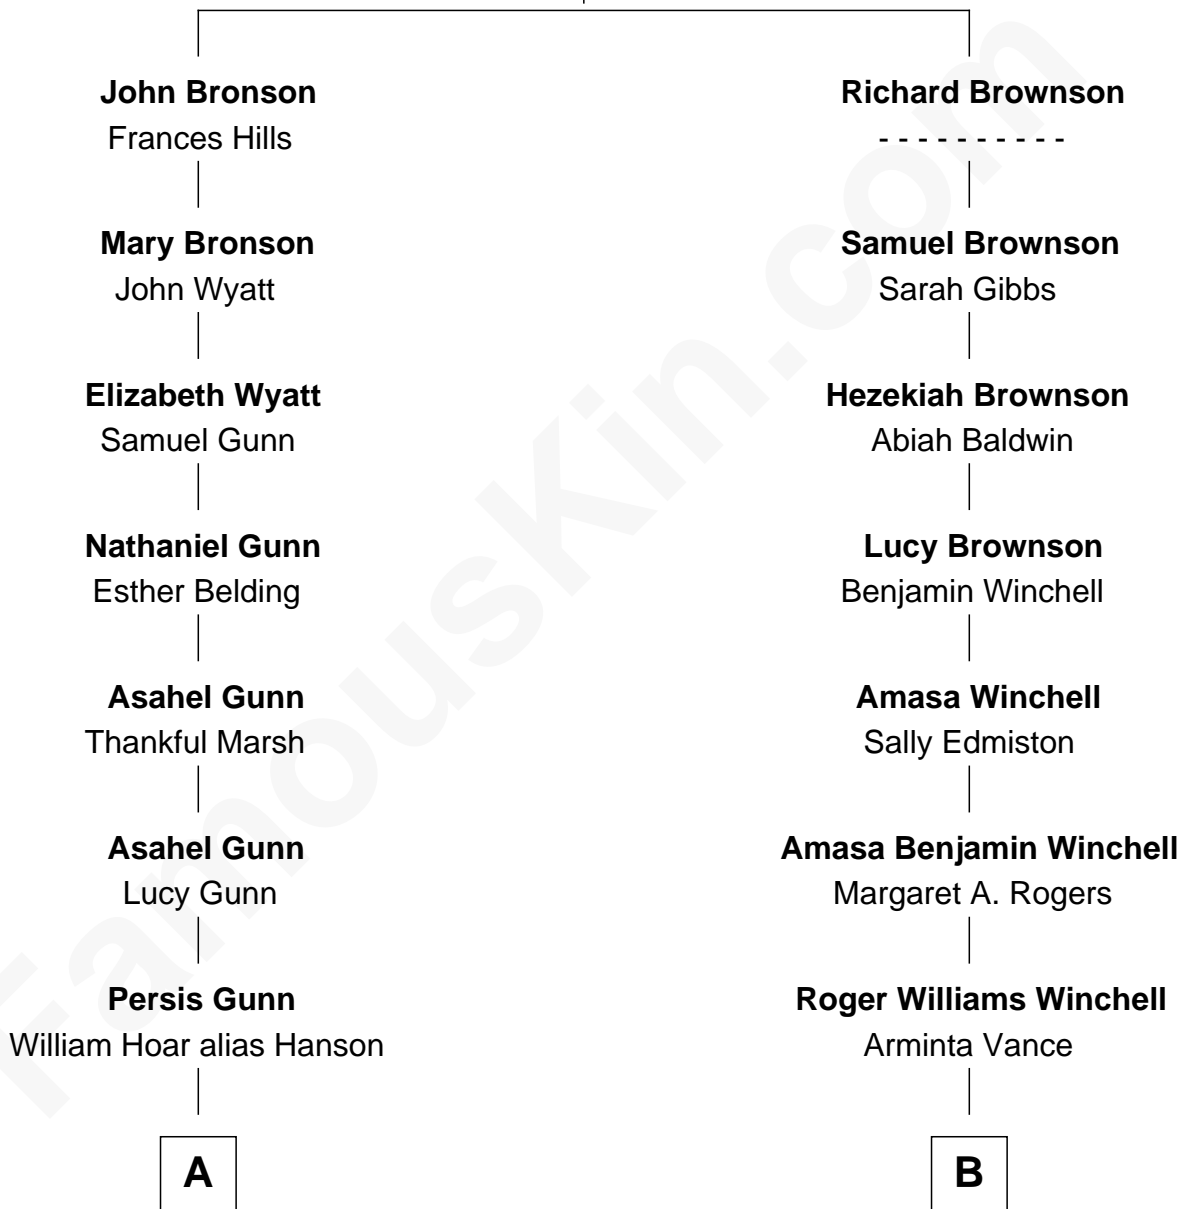 John Bronson
Frances Hills
Mary Bronson
John Wyatt
Elizabeth Wyatt
Samuel Gunn
Nathaniel Gunn
Esther Belding
Asahel Gunn
Thankful Marsh
Asahel Gunn
Lucy Gunn
Persis Gunn
William Hoar alias Hanson
A
Richard Brownson
- - - - - - - - - -
Samuel Brownson
Sarah Gibbs
Hezekiah Brownson
Abiah Baldwin
Lucy Brownson
Benjamin Winchell
Amasa Winchell
Sally Edmiston
Amasa Benjamin Winchell
Margaret A. Rogers
Roger Williams Winchell
Arminta Vance
B
FamousKin.com